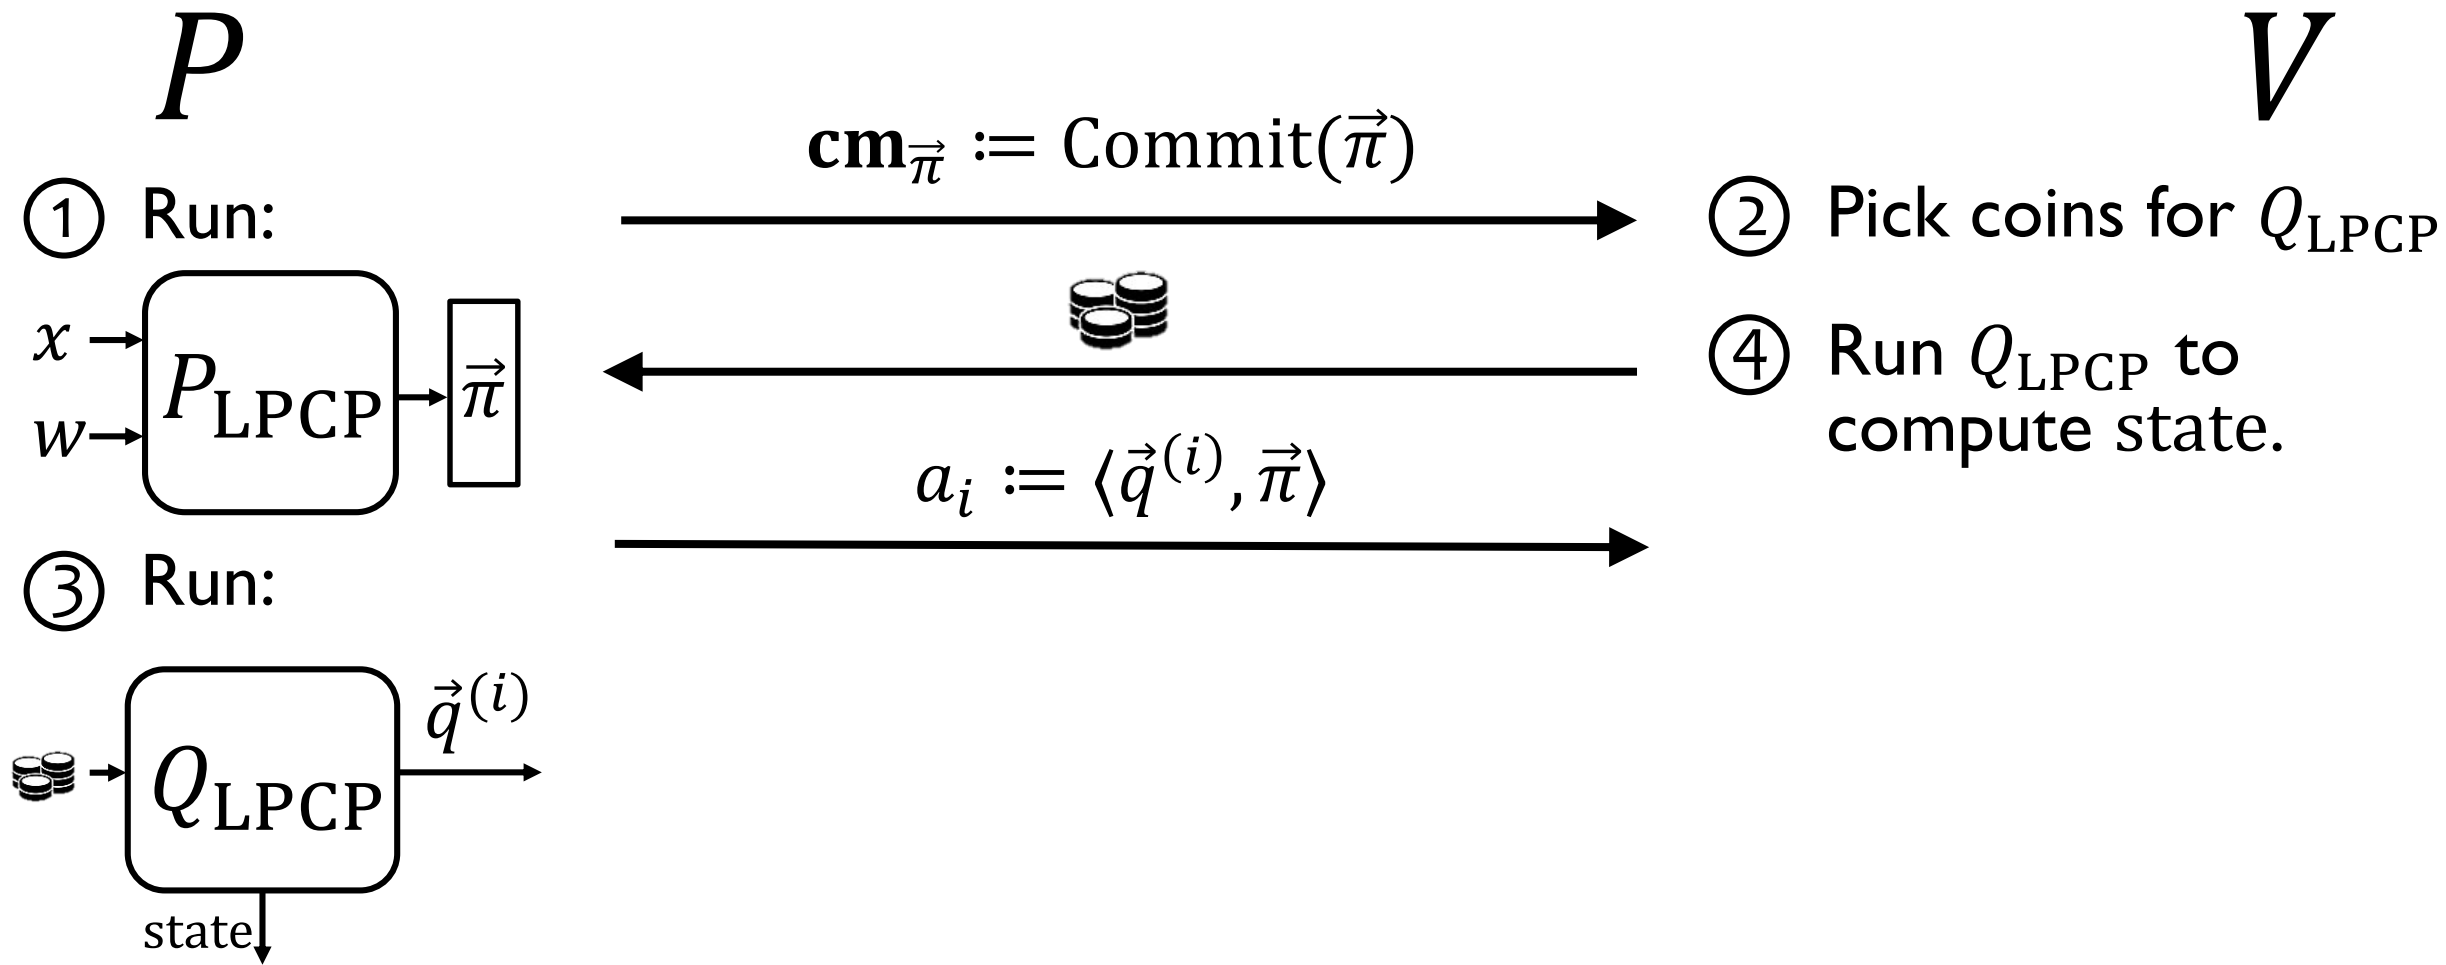 P
V
cm_π⃗ ≔ Commit(π⃗)
① Run:
② Pick coins for Q_LPCP
x
w
P_LPCP
π⃗
④ Run Q_LPCP to
compute state.
a_i ≔ ⟨q⃗^(i), π⃗⟩
③ Run:
q⃗^(i)
Q_LPCP
state